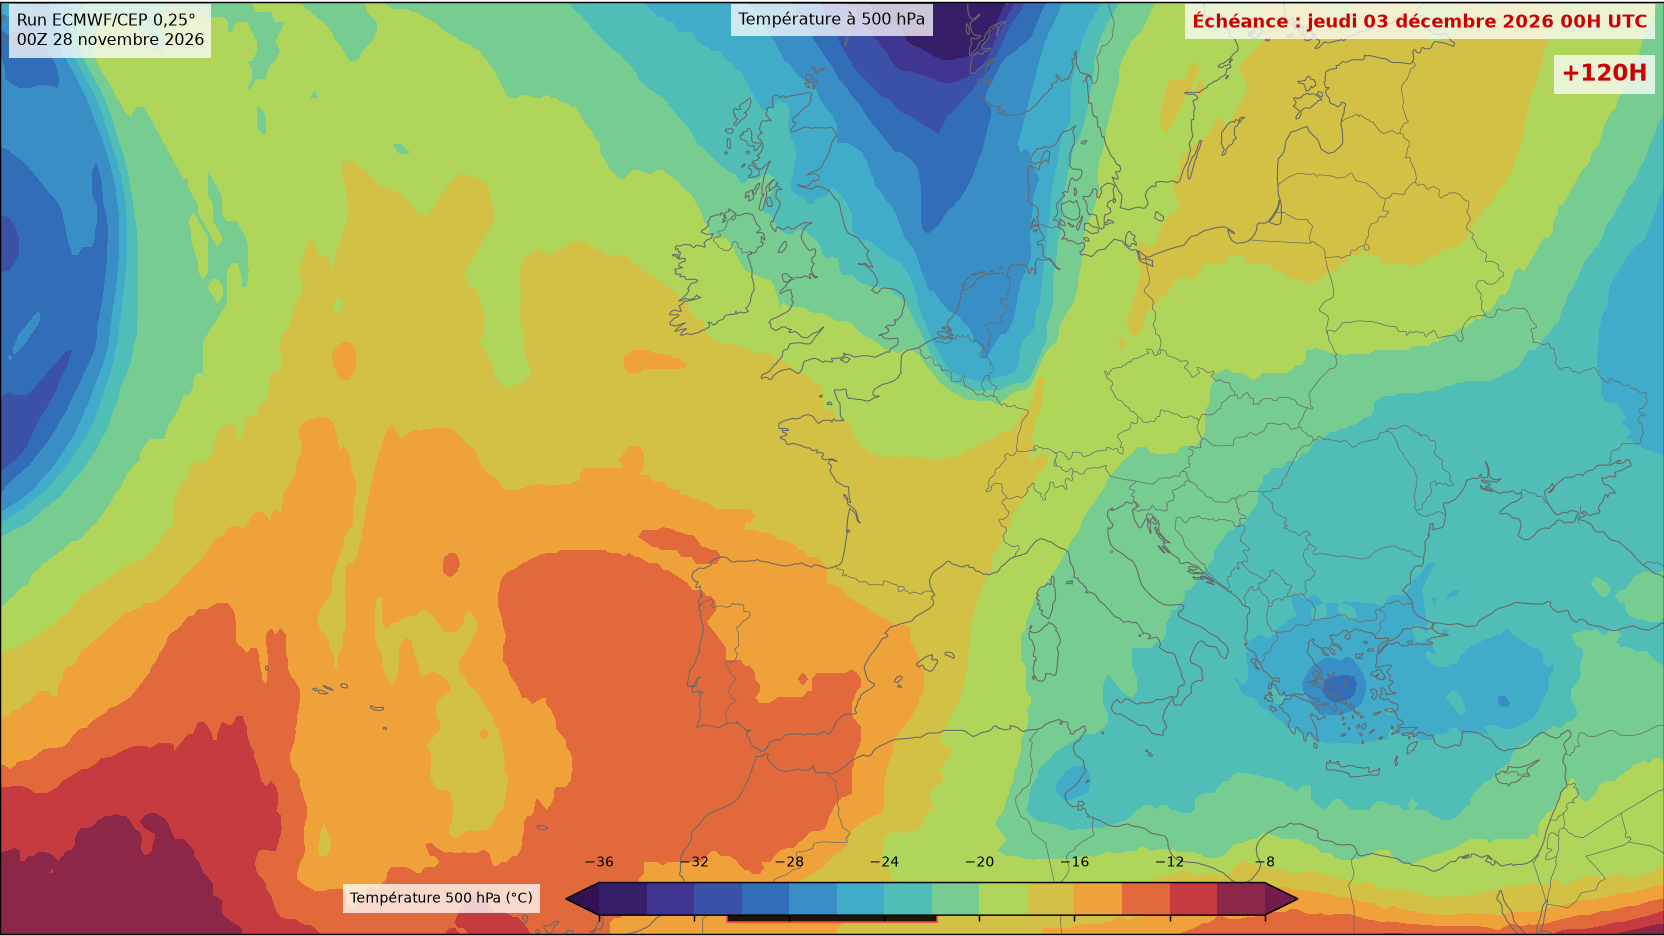 Run ECMWF/CEP 0,25°
00Z 28 novembre 2026
Température à 500 hPa
Échéance : jeudi 03 décembre 2026 00H UTC
+120H
−36 −32 −28 −24 −20 −16 −12 −8
Température 500 hPa (°C)